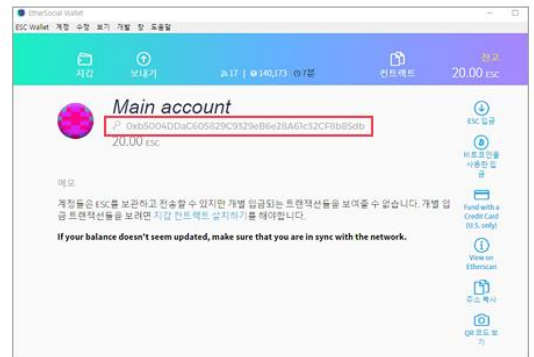 EtherSocial Wallet
ESC Wallet 계정 수정 보기 개발 창 도움말
지갑
보내기
17 | 140,173 7분
컨트랙트
잔고
20.00 ESC
Main account
0xb5004DDaC605829C9329eB6e28A61c32CF8b85db
20.00 ESC
메모
계정들은 ESC를 보관하고 전송할 수 있지만 개별 입금되는 트랜잭션들을 보여줄 수 없습니다. 개별 입
금 트랜잭션들을 보려면 지갑 컨트랙트 설치하기를 해야합니다.
If your balance doesn't seem updated, make sure that you are in sync with the network.
ESC 입금
비트코인을
사용한 입
금
Fund with a
Credit Card
(U.S. only)
View on
Etherscan
주소 복사
QR 코드 보
기